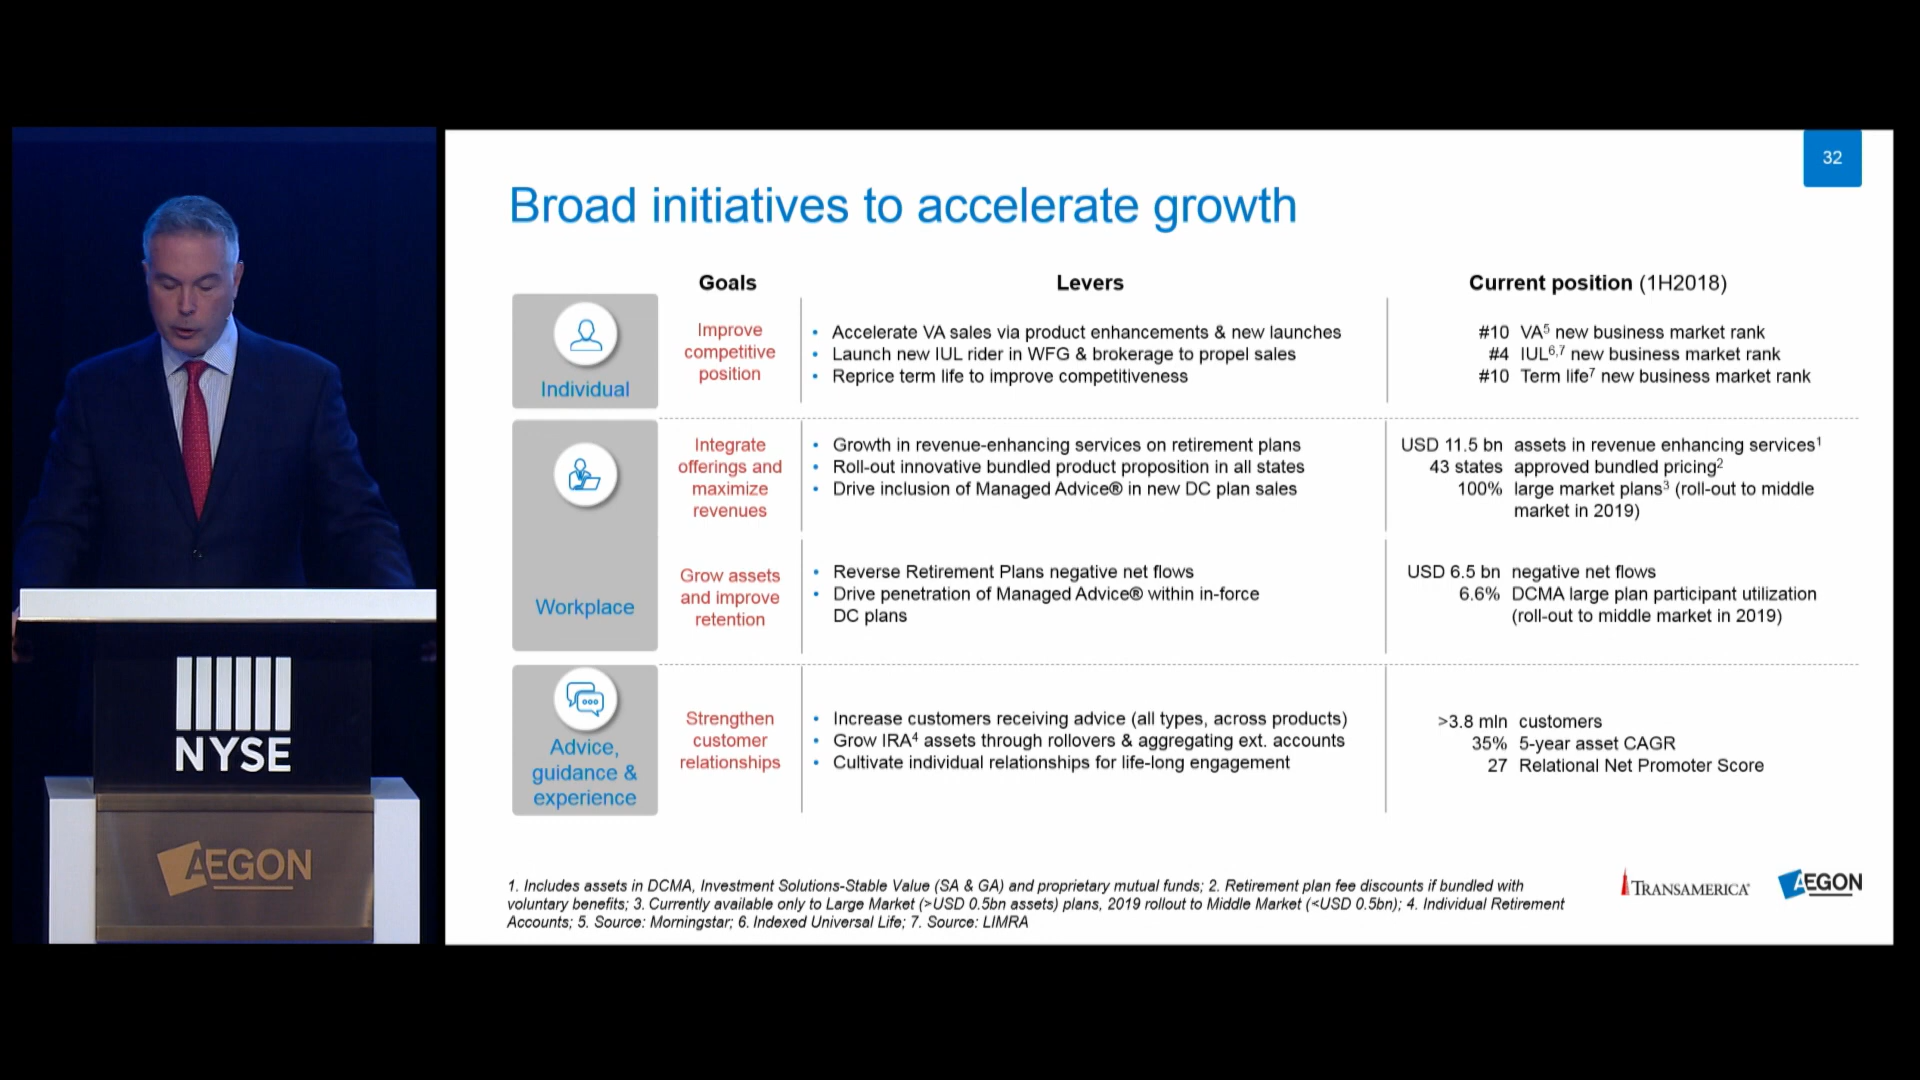 32
Broad initiatives to accelerate growth
Goals
Levers
Current position (1H2018)
Individual
Improve
competitive
position
• Accelerate VA sales via product enhancements & new launches
• Launch new IUL rider in WFG & brokerage to propel sales
• Reprice term life to improve competitiveness
#10 VA⁵ new business market rank
#4 IUL⁶,⁷ new business market rank
#10 Term life⁷ new business market rank
Workplace
Integrate
offerings and
maximize
revenues
• Growth in revenue-enhancing services on retirement plans
• Roll-out innovative bundled product proposition in all states
• Drive inclusion of Managed Advice® in new DC plan sales
USD 11.5 bn assets in revenue enhancing services¹
43 states approved bundled pricing²
100% large market plans³ (roll-out to middle
market in 2019)
Grow assets
and improve
retention
• Reverse Retirement Plans negative net flows
• Drive penetration of Managed Advice® within in-force
DC plans
USD 6.5 bn negative net flows
6.6% DCMA large plan participant utilization
(roll-out to middle market in 2019)
Advice,
guidance &
experience
Strengthen
customer
relationships
• Increase customers receiving advice (all types, across products)
• Grow IRA⁴ assets through rollovers & aggregating ext. accounts
• Cultivate individual relationships for life-long engagement
>3.8 mln customers
35% 5-year asset CAGR
27 Relational Net Promoter Score
1. Includes assets in DCMA, Investment Solutions-Stable Value (SA & GA) and proprietary mutual funds; 2. Retirement plan fee discounts if bundled with
voluntary benefits; 3. Currently available only to Large Market (>USD 0.5bn assets) plans, 2019 rollout to Middle Market (<USD 0.5bn); 4. Individual Retirement
Accounts; 5. Source: Morningstar; 6. Indexed Universal Life; 7. Source: LIMRA
TRANSAMERICA®
AEGON
NYSE
AEGON